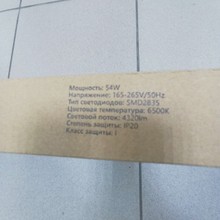 Мощность: 54W
Напряжение: 165-265V/50Hz
Тип светодиодов: SMD2835
Цветовая температура: 6500K
Световой поток: 4320lm
Степень защиты: IP20
Класс защиты: I